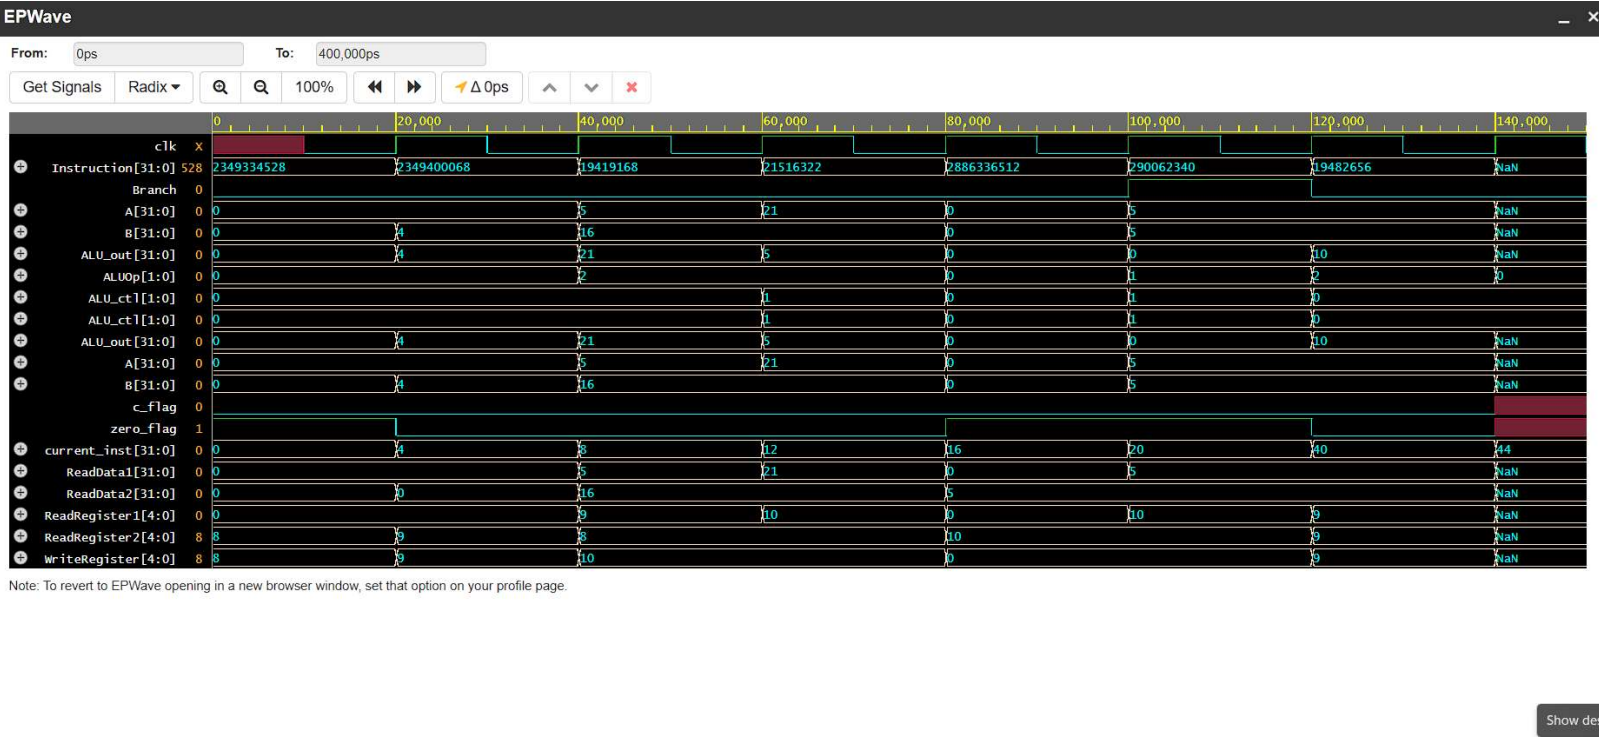 EPWave
From: 0ps To: 400,000ps
Get Signals Radix 100% Δ 0ps
0 20,000 40,000 60,000 80,000 100,000 120,000 140,000
clk x
Instruction[31:0] 528 2349334528 2349400068 19419168 21516322 2886336512 290062340 19482656 NaN
Branch 0
A[31:0] 0 0 5 21 0 5 NaN
B[31:0] 0 0 4 16 0 5 NaN
ALU_out[31:0] 0 0 4 21 5 0 0 10 NaN
ALUOp[1:0] 0 0 2 0 1 2 0
ALU_ctl[1:0] 0 0 1 0 1 0
ALU_ctl[1:0] 0 0 1 0 1 0
ALU_out[31:0] 0 0 4 21 5 0 0 10 NaN
A[31:0] 0 0 5 21 0 5 NaN
B[31:0] 0 0 4 16 0 5 NaN
c_flag 0
zero_flag 1
current_inst[31:0] 0 0 4 8 12 16 20 40 44
ReadData1[31:0] 0 0 5 21 0 5 NaN
ReadData2[31:0] 0 0 0 16 5 NaN
ReadRegister1[4:0] 0 0 9 10 0 10 9 NaN
ReadRegister2[4:0] 8 8 9 8 10 9 NaN
WriteRegister[4:0] 8 8 9 10 0 9 NaN
Note: To revert to EPWave opening in a new browser window, set that option on your profile page.
Show des